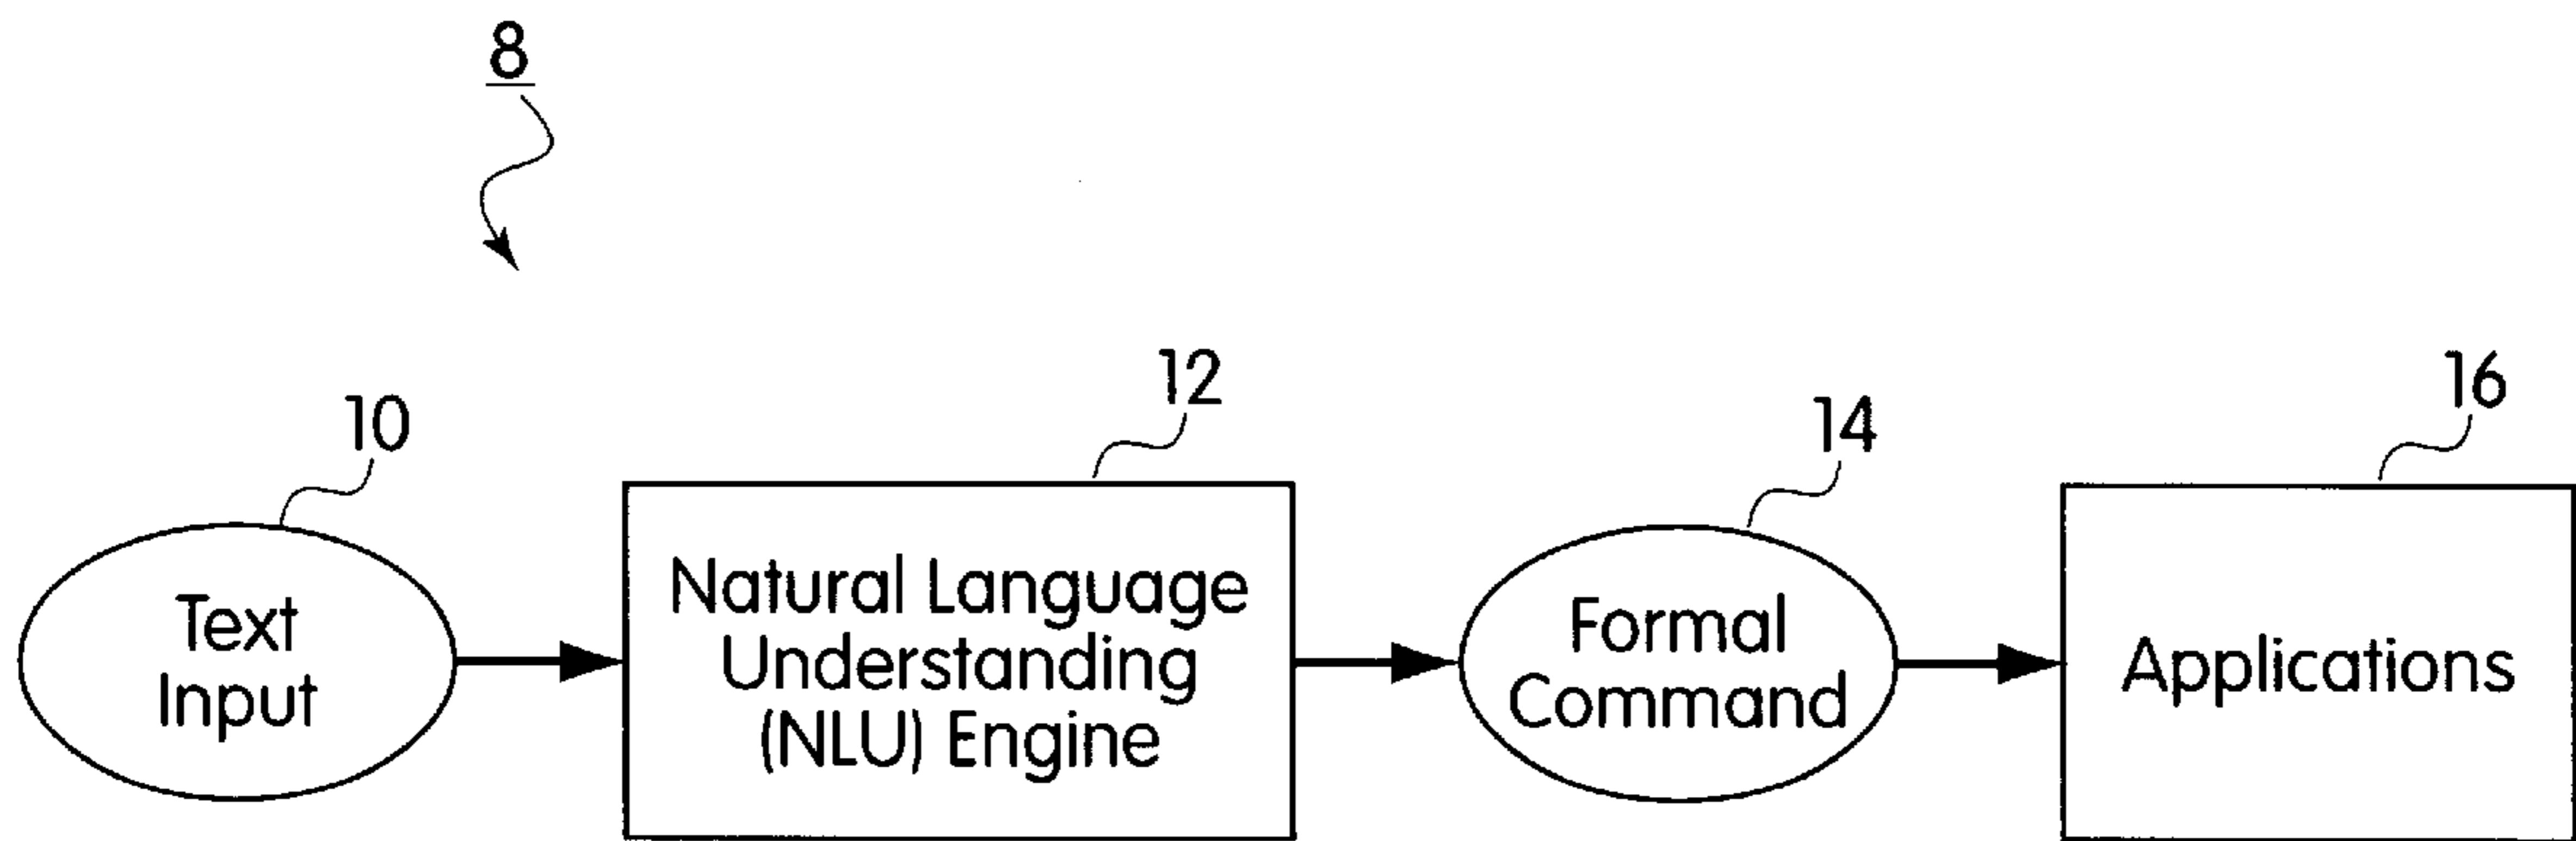 8
10
12
14
16
Text
Input
Natural Language
Understanding
(NLU) Engine
Formal
Command
Applications